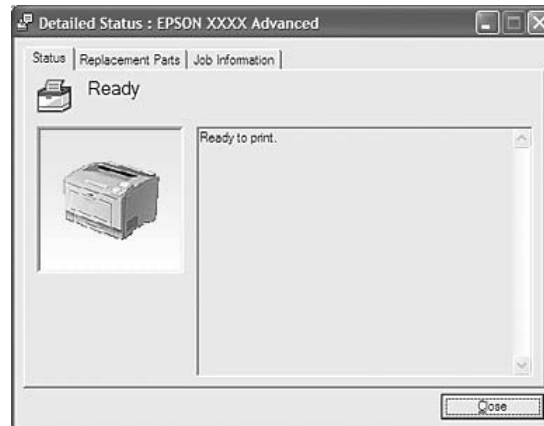 Detailed Status : EPSON XXXX Advanced
Status Replacement Parts Job Information
Ready
Ready to print.
Close